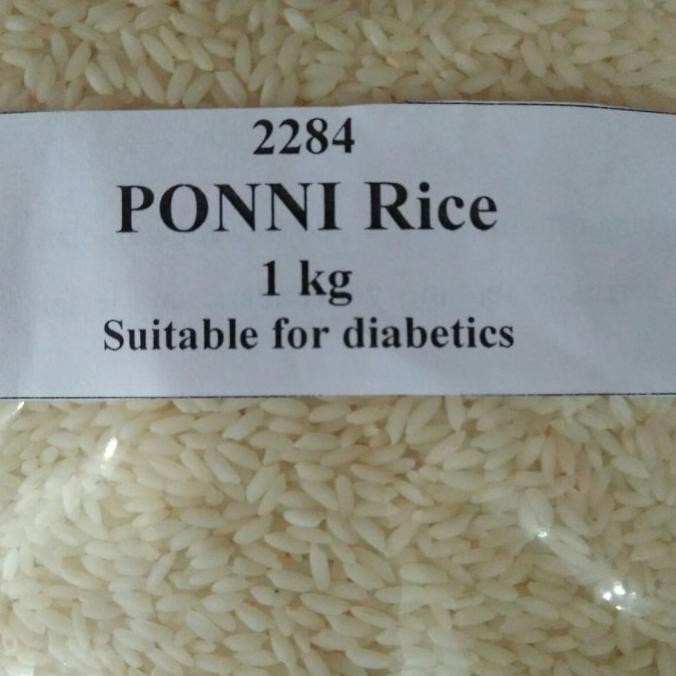 2284
PONNI Rice
1 kg
Suitable for diabetics